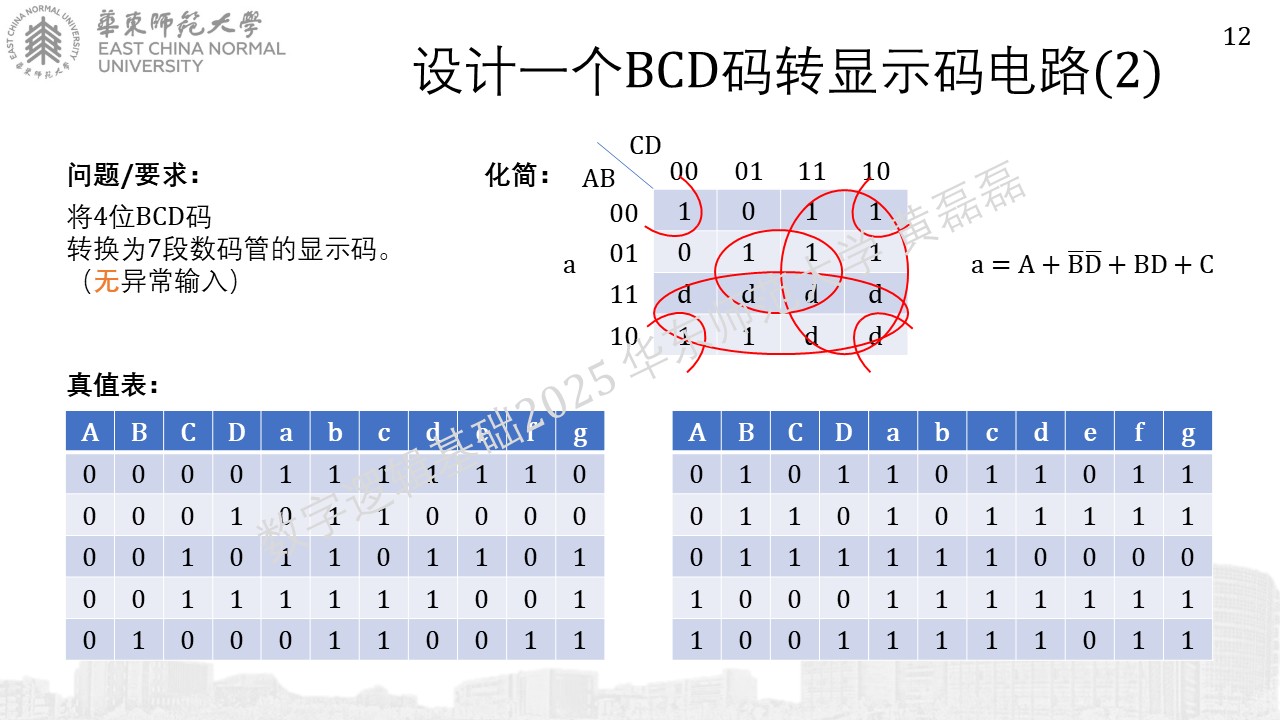 華東師範大學
EAST CHINA NORMAL
UNIVERSITY
EAST CHINA NORMAL UNIVERSITY
華東師範大學
12
设计一个BCD码转显示码电路(2)
问题/要求：
将4位BCD码
转换为7段数码管的显示码。
（无异常输入）
化简：
CD
AB
00 01 11 10
00 1 0 1 1
01 0 1 1 1
11 d d d d
10 1 1 d d
a
a = A + B̅D̅ + BD + C
真值表：
A B C D a b c d e f g
0 0 0 0 1 1 1 1 1 1 0
0 0 0 1 0 1 1 0 0 0 0
0 0 1 0 1 1 0 1 1 0 1
0 0 1 1 1 1 1 1 0 0 1
0 1 0 0 0 1 1 0 0 1 1
A B C D a b c d e f g
0 1 0 1 1 0 1 1 0 1 1
0 1 1 0 1 0 1 1 1 1 1
0 1 1 1 1 1 1 0 0 0 0
1 0 0 0 1 1 1 1 1 1 1
1 0 0 1 1 1 1 1 0 1 1
数字逻辑基础2025 华东师范大学 黄磊磊